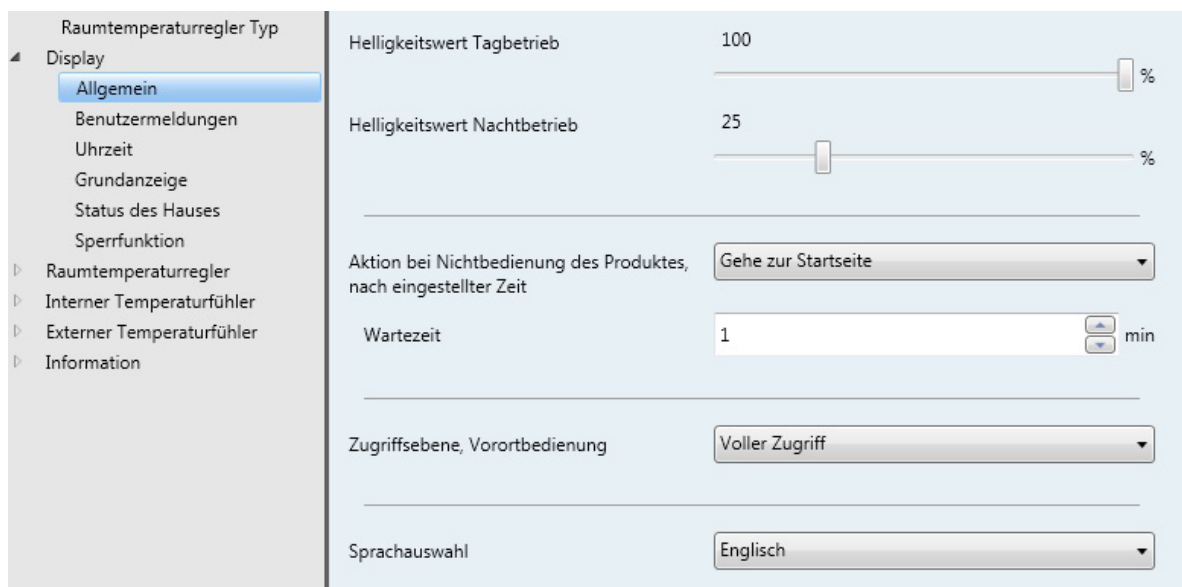 Raumtemperaturregler Typ
Display
Allgemein
Benutzermeldungen
Uhrzeit
Grundanzeige
Status des Hauses
Sperrfunktion
Raumtemperaturregler
Interner Temperaturfühler
Externer Temperaturfühler
Information
Helligkeitswert Tagbetrieb
100
%
Helligkeitswert Nachtbetrieb
25
%
Aktion bei Nichtbedienung des Produktes,
nach eingestellter Zeit
Gehe zur Startseite
Wartezeit
1
min
Zugriffsebene, Vorortbedienung
Voller Zugriff
Sprachauswahl
Englisch